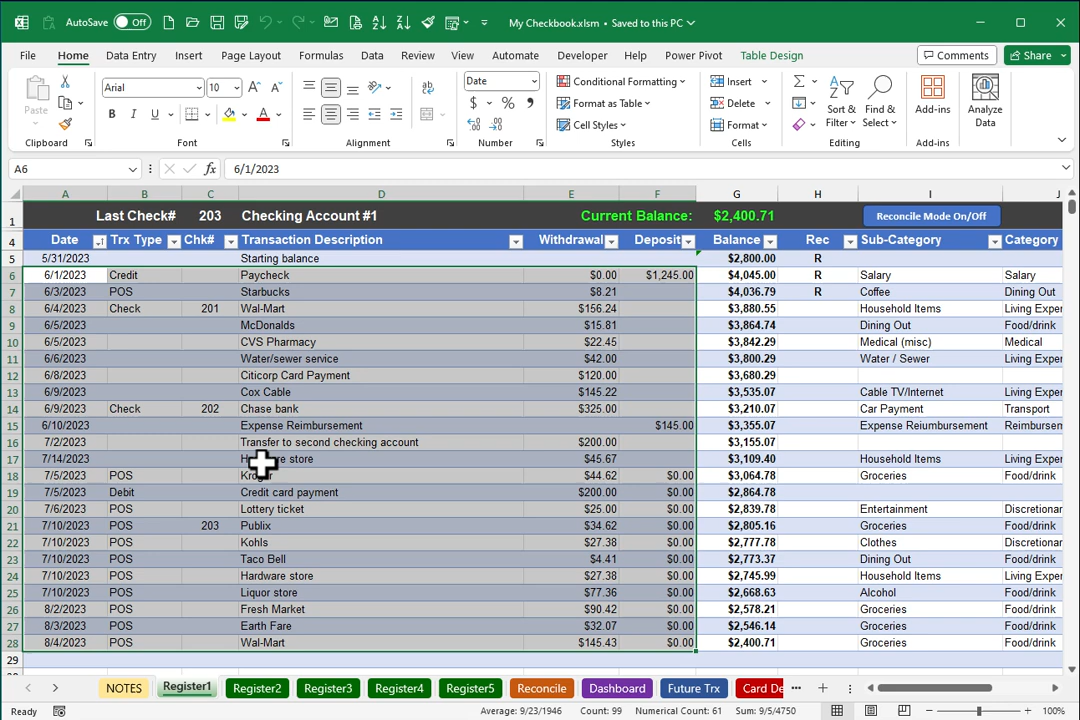 AutoSave Off My Checkbook.xlsm • Saved to this PC
File Home Data Entry Insert Page Layout Formulas Data Review View Automate Developer Help Power Pivot Table Design Comments Share
Paste Arial 10 A A B I U A ab Date $ % , Conditional Formatting Format as Table Cell Styles Insert Delete Format Sort & Filter Find & Select Add-ins Analyze Data
Clipboard Font Alignment Number Styles Cells Editing Add-ins
A6 fx 6/1/2023
A B C D E F G H I J
1 Last Check# 203 Checking Account #1 Current Balance: $2,400.71 Reconcile Mode On/Off
4 Date Trx Type Chk# Transaction Description Withdrawal Deposit Balance Rec Sub-Category Category
5 5/31/2023 Starting balance $2,800.00 R
6 6/1/2023 Credit Paycheck $0.00 $1,245.00 $4,045.00 R Salary Salary
7 6/3/2023 POS Starbucks $8.21 $4,036.79 R Coffee Dining Out
8 6/4/2023 Check 201 Wal-Mart $156.24 $3,880.55 Household Items Living Exper
9 6/5/2023 McDonalds $15.81 $3,864.74 Dining Out Food/drink
10 6/5/2023 CVS Pharmacy $22.45 $3,842.29 Medical (misc) Medical
11 6/6/2023 Water/sewer service $42.00 $3,800.29 Water / Sewer Living Exper
12 6/8/2023 Citicorp Card Payment $120.00 $3,680.29
13 6/9/2023 Cox Cable $145.22 $3,535.07 Cable TV/Internet Living Exper
14 6/9/2023 Check 202 Chase bank $325.00 $3,210.07 Car Payment Transport
15 6/10/2023 Expense Reimbursement $145.00 $3,355.07 Expense Reiumbursement Reimbursem
16 7/2/2023 Transfer to second checking account $200.00 $3,155.07
17 7/14/2023 store $45.67 $3,109.40 Household Items Living Exper
18 7/5/2023 POS $44.62 $0.00 $3,064.78 Groceries Food/drink
19 7/5/2023 Debit Credit card payment $200.00 $0.00 $2,864.78
20 7/6/2023 POS Lottery ticket $25.00 $0.00 $2,839.78 Entertainment Discretionar
21 7/10/2023 POS 203 Publix $34.62 $0.00 $2,805.16 Groceries Food/drink
22 7/10/2023 POS Kohls $27.38 $0.00 $2,777.78 Clothes Discretionar
23 7/10/2023 POS Taco Bell $4.41 $0.00 $2,773.37 Dining Out Food/drink
24 7/10/2023 POS Hardware store $27.38 $0.00 $2,745.99 Household Items Living Exper
25 7/10/2023 POS Liquor store $77.36 $0.00 $2,668.63 Alcohol Food/drink
26 8/2/2023 POS Fresh Market $90.42 $0.00 $2,578.21 Groceries Food/drink
27 8/3/2023 POS Earth Fare $32.07 $0.00 $2,546.14 Groceries Food/drink
28 8/4/2023 POS Wal-Mart $145.43 $0.00 $2,400.71 Groceries Food/drink
29
NOTES Register1 Register2 Register3 Register4 Register5 Reconcile Dashboard Future Trx Card De
Ready Average: 9/23/1946 Count: 99 Numerical Count: 61 Sum: 9/5/4750 100%